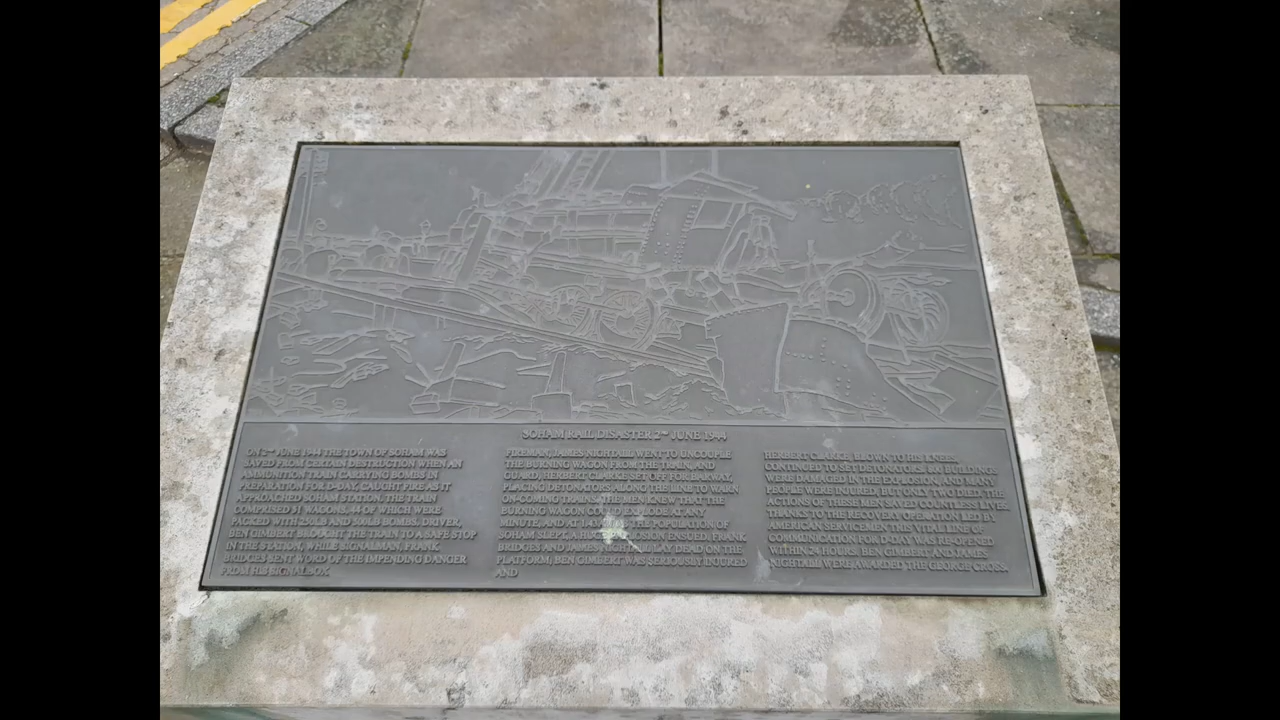 SOHAM RAIL DISASTER 2ND JUNE 1944
ON 2ND JUNE 1944 THE TOWN OF SOHAM WAS
SAVED FROM CERTAIN DESTRUCTION WHEN AN
AMMUNITION TRAIN CARRYING BOMBS IN
PREPARATION FOR D-DAY, CAUGHT FIRE AS IT
APPROACHED SOHAM STATION. THE TRAIN
COMPRISED 51 WAGONS, 44 OF WHICH WERE
PACKED WITH 250LB AND 500LB BOMBS. DRIVER,
BEN GIMBERT BROUGHT THE TRAIN TO A SAFE STOP
IN THE STATION, WHILE SIGNALMAN, FRANK
BRIDGES SENT WORD OF THE IMPENDING DANGER
FROM HIS SIGNALBOX.
FIREMAN, JAMES NIGHTALL WENT TO UNCOUPLE
THE BURNING WAGON FROM THE TRAIN, AND
GUARD, HERBERT CLARKE SET OFF FOR BARWAY,
PLACING DETONATORS ALONG THE LINE TO WARN
ON-COMING TRAINS. THE MEN KNEW THAT THE
BURNING WAGON COULD EXPLODE AT ANY
MINUTE, AND AT THE POPULATION OF
SOHAM SLEPT, A ENSUED. FRANK
BRIDGES AND JAMES LAY DEAD ON THE
PLATFORM; BEN GIMBERT WAS SERIOUSLY INJURED
AND
HERBERT CLARKE, BLOWN TO HIS KNEES,
CONTINUED TO SET DETONATORS. BUILDINGS
WERE DAMAGED IN THE EXPLOSION, AND MANY
PEOPLE WERE INJURED, BUT ONLY TWO DIED. THE
ACTIONS OF THESE MEN SAVED COUNTLESS LIVES.
THANKS TO THE RECOVERY OPERATION LED BY
AMERICAN SERVICEMEN THIS VITAL LINE OF
COMMUNICATION FOR D-DAY WAS RE-OPENED
WITHIN 24 HOURS. BEN GIMBERT AND JAMES
NIGHTALL WERE AWARDED THE GEORGE CROSS.